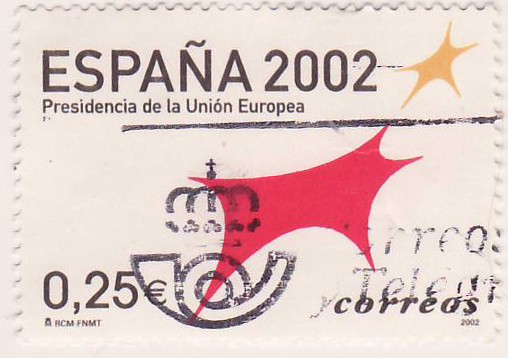 ESPAÑA 2002
Presidencia de la Unión Europea
0,25€
RCM-FNMT
correos
2002